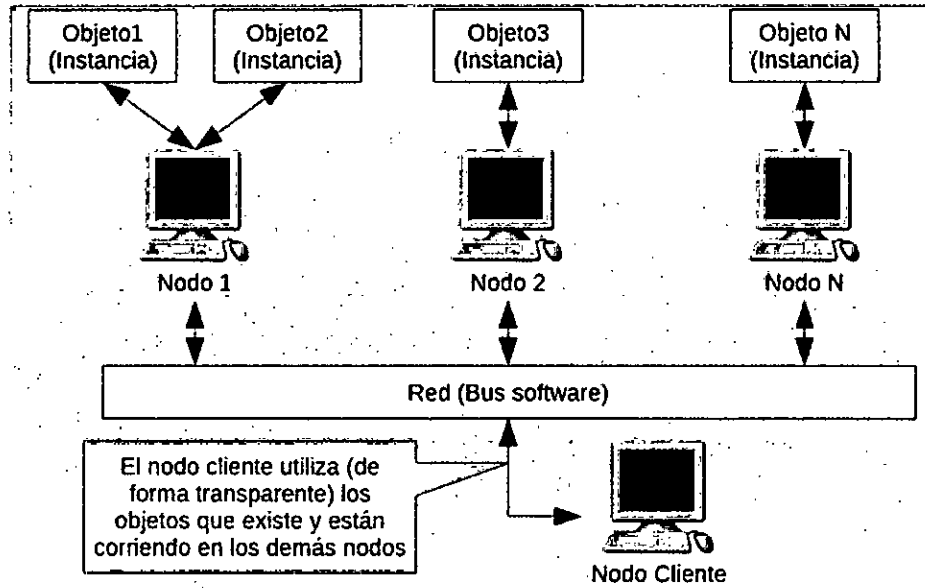 Objeto1
(Instancia)
Objeto2
(Instancia)
Objeto3
(Instancia)
Objeto N
(Instancia)
Nodo 1
Nodo 2
Nodo N
Red (Bus software)
El nodo cliente utiliza (de
forma transparente) los
objetos que existe y están
corriendo en los demás nodos
Nodo Cliente